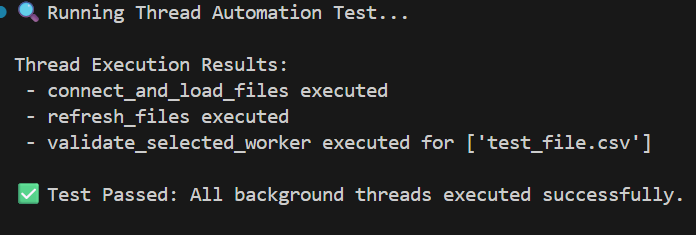 🔍 Running Thread Automation Test...
Thread Execution Results:
- connect_and_load_files executed
- refresh_files executed
- validate_selected_worker executed for ['test_file.csv']
✅ Test Passed: All background threads executed successfully.